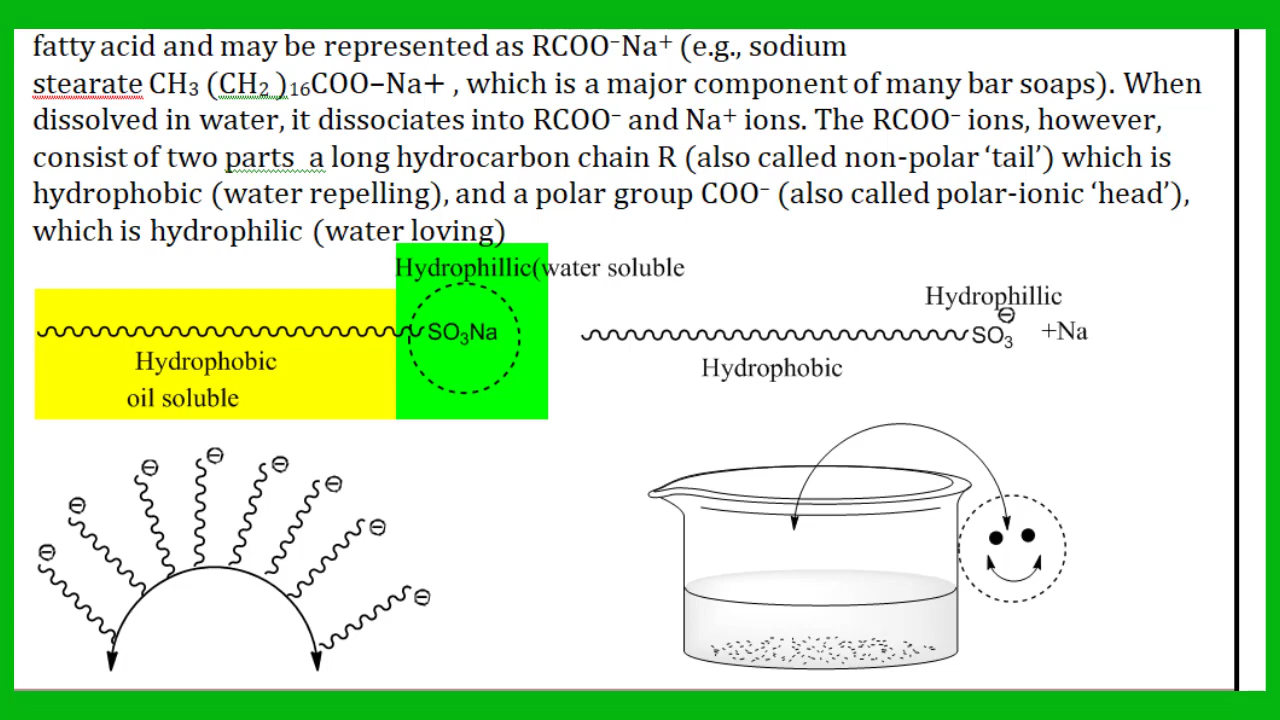 fatty acid and may be represented as RCOO⁻Na⁺ (e.g., sodium
stearate CH₃ (CH₂ )₁₆COO–Na+ , which is a major component of many bar soaps). When
dissolved in water, it dissociates into RCOO⁻ and Na⁺ ions. The RCOO⁻ ions, however,
consist of two parts a long hydrocarbon chain R (also called non-polar ‘tail’) which is
hydrophobic (water repelling), and a polar group COO⁻ (also called polar-ionic ‘head’),
which is hydrophilic (water loving)
Hydrophillic(water soluble
SO₃Na
Hydrophobic
oil soluble
Hydrophillic
SO₃⊖ +Na
Hydrophobic
⊖ ⊖ ⊖ ⊖ ⊖ ⊖ ⊖ ⊖